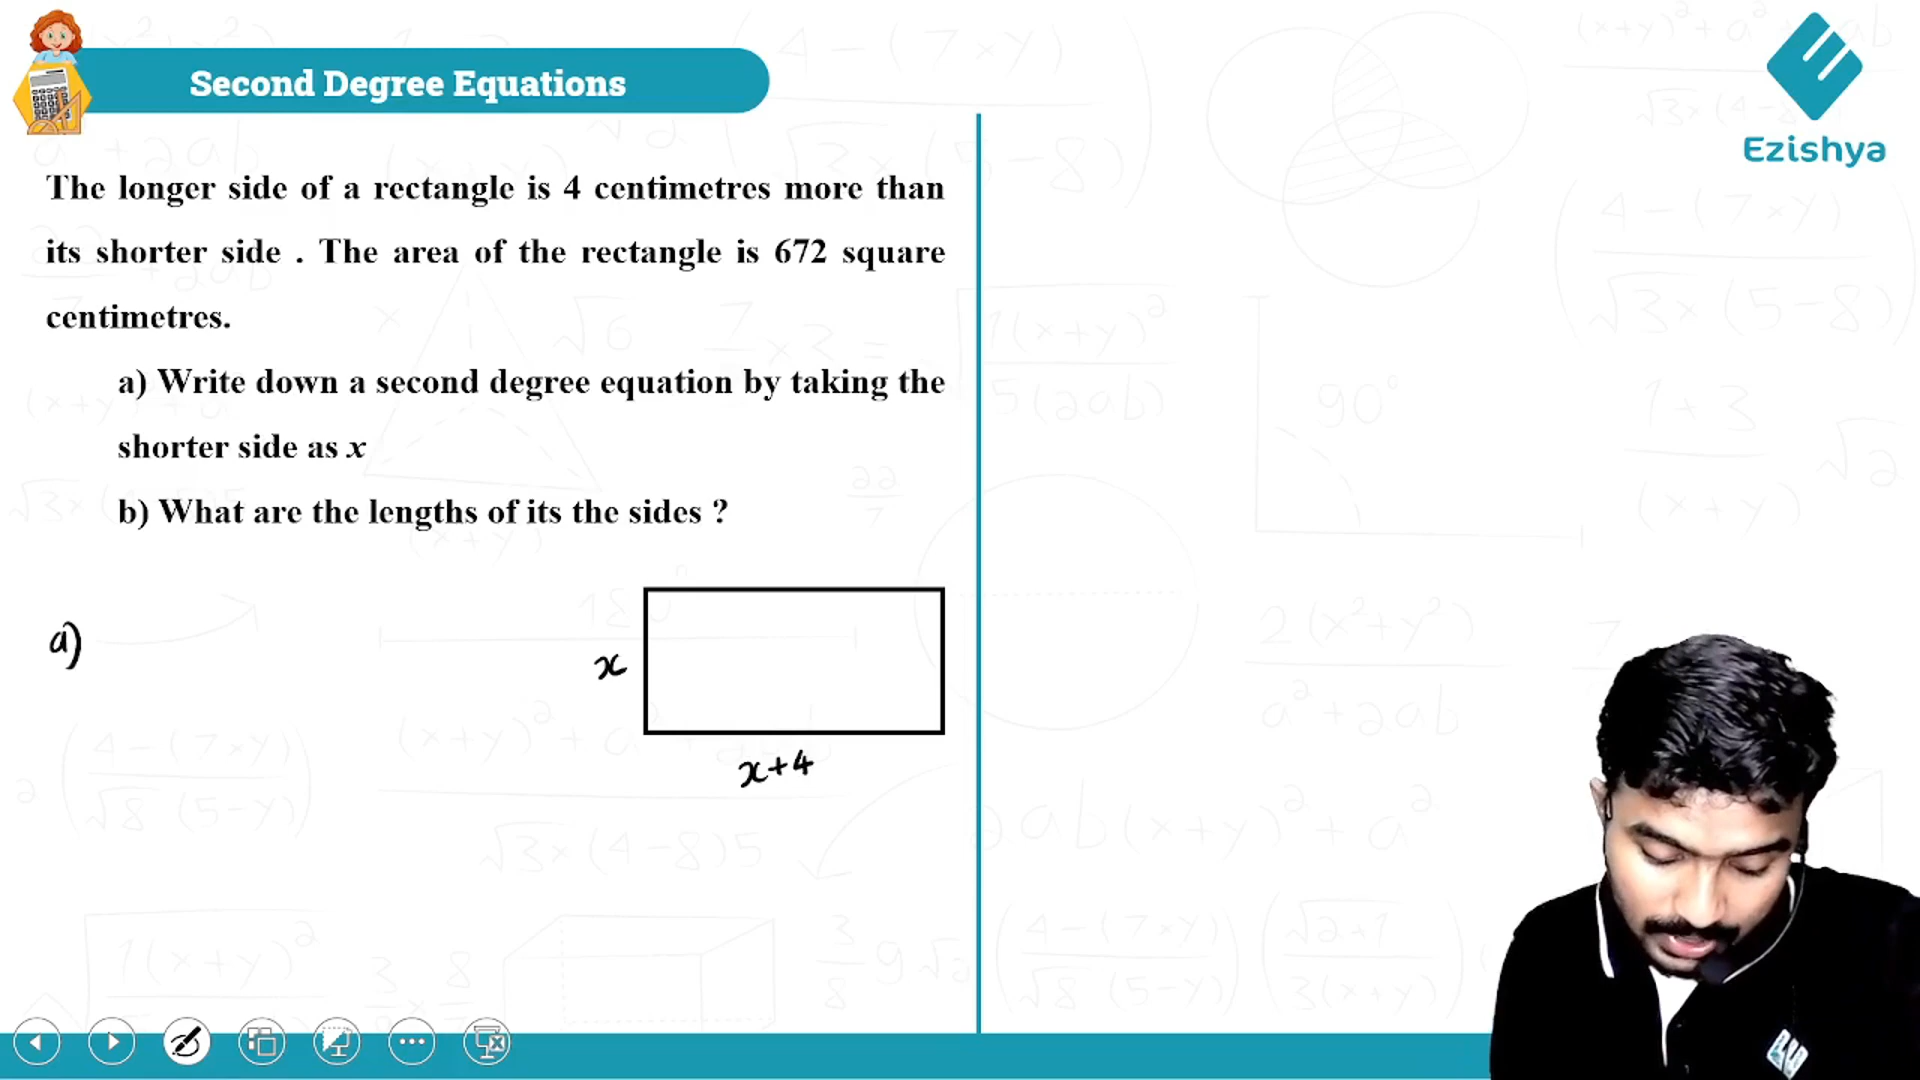 Second Degree Equations
Ezishya
The longer side of a rectangle is 4 centimetres more than
its shorter side . The area of the rectangle is 672 square
centimetres.
a) Write down a second degree equation by taking the
shorter side as x
b) What are the lengths of its the sides ?
a)
x
x+4